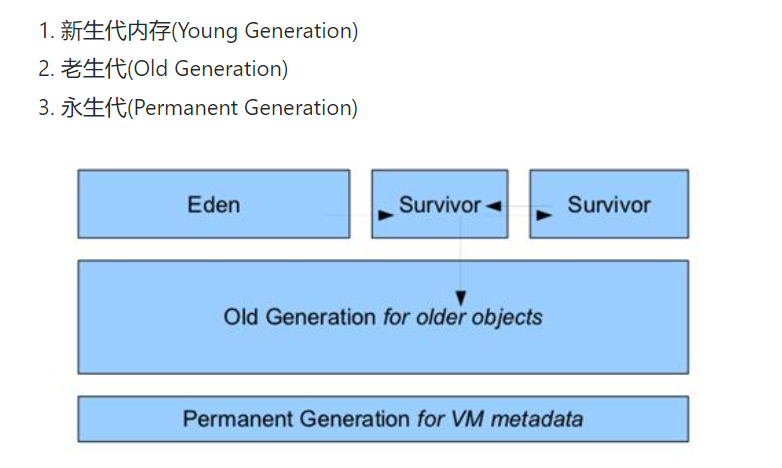 1. 新生代内存(Young Generation)
2. 老生代(Old Generation)
3. 永生代(Permanent Generation)
Eden
Survivor
Survivor
Old Generation for older objects
Permanent Generation for VM metadata